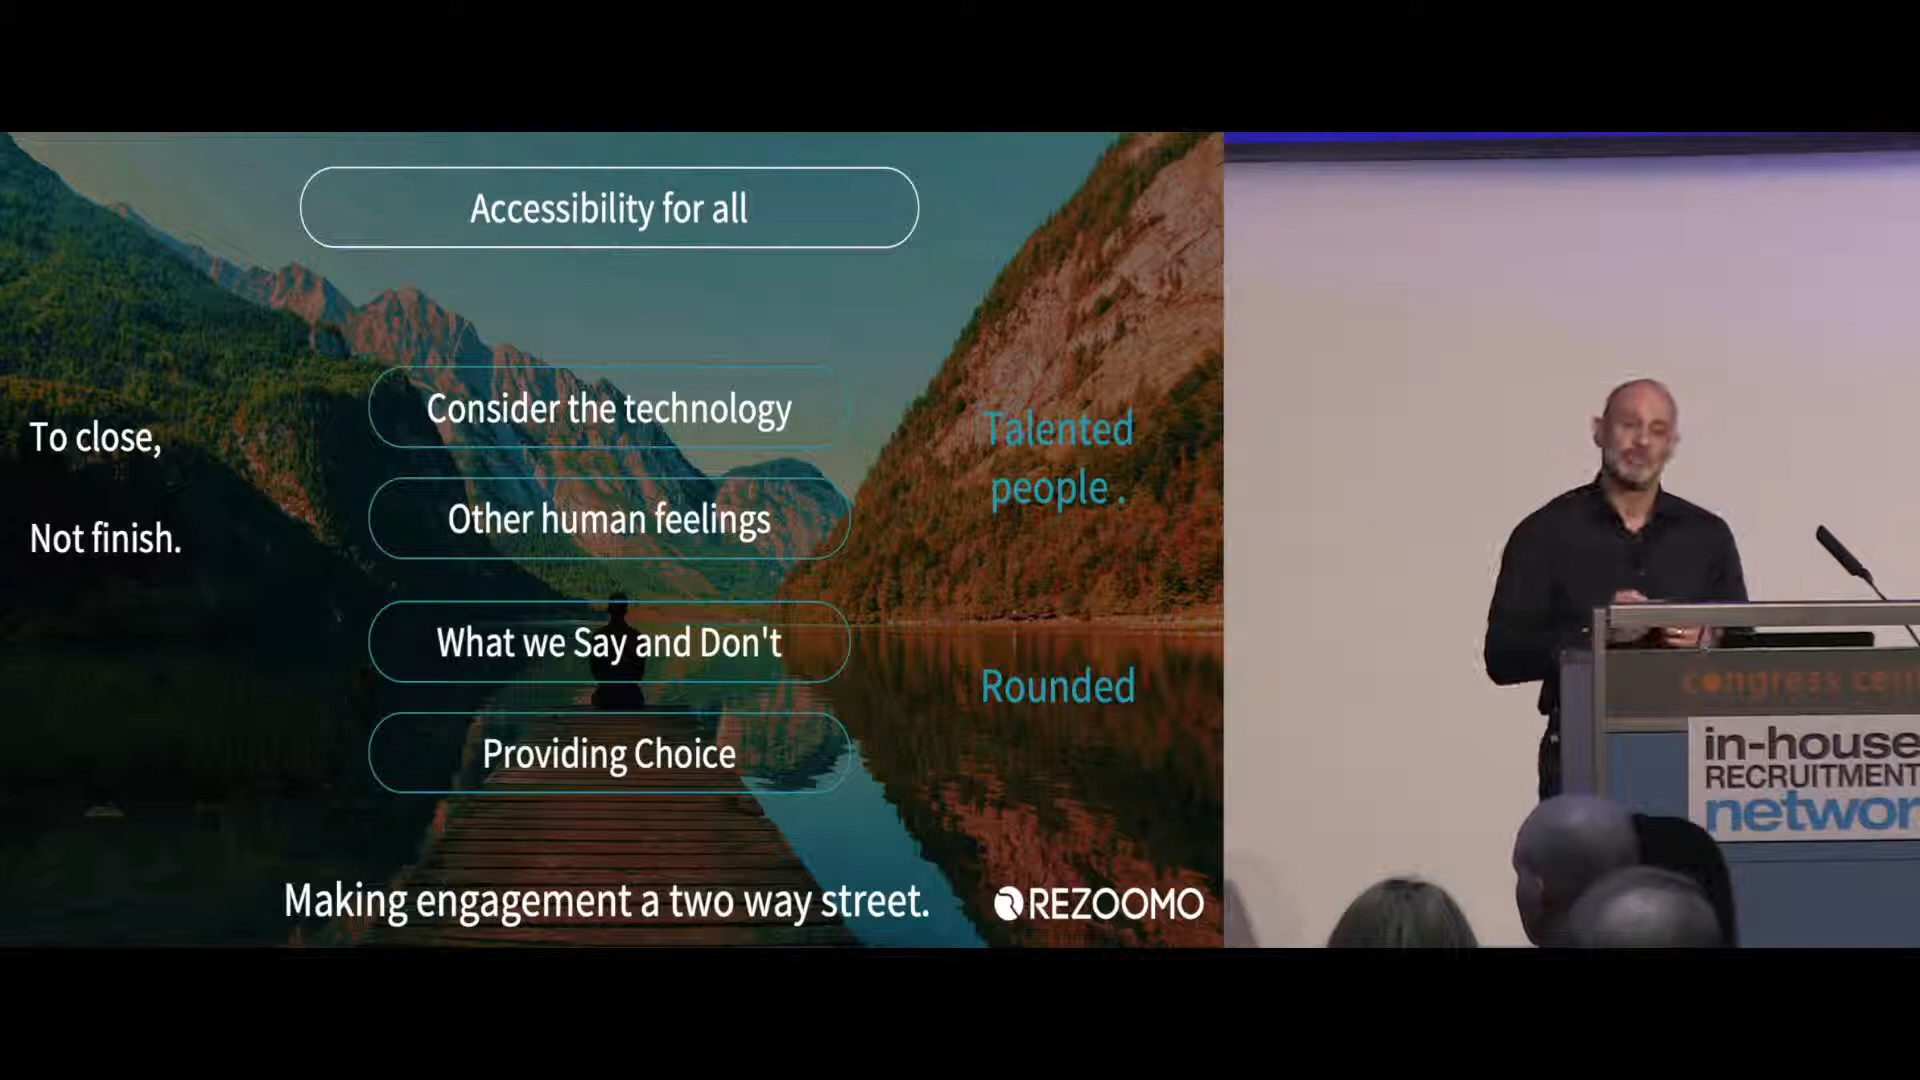 Accessibility for all
To close,
Not finish.
Consider the technology
Other human feelings
What we Say and Don't
Providing Choice
Talented
people .
Rounded
Making engagement a two way street.
REZOOMO
congress
in-house
RECRUITMENT
networ